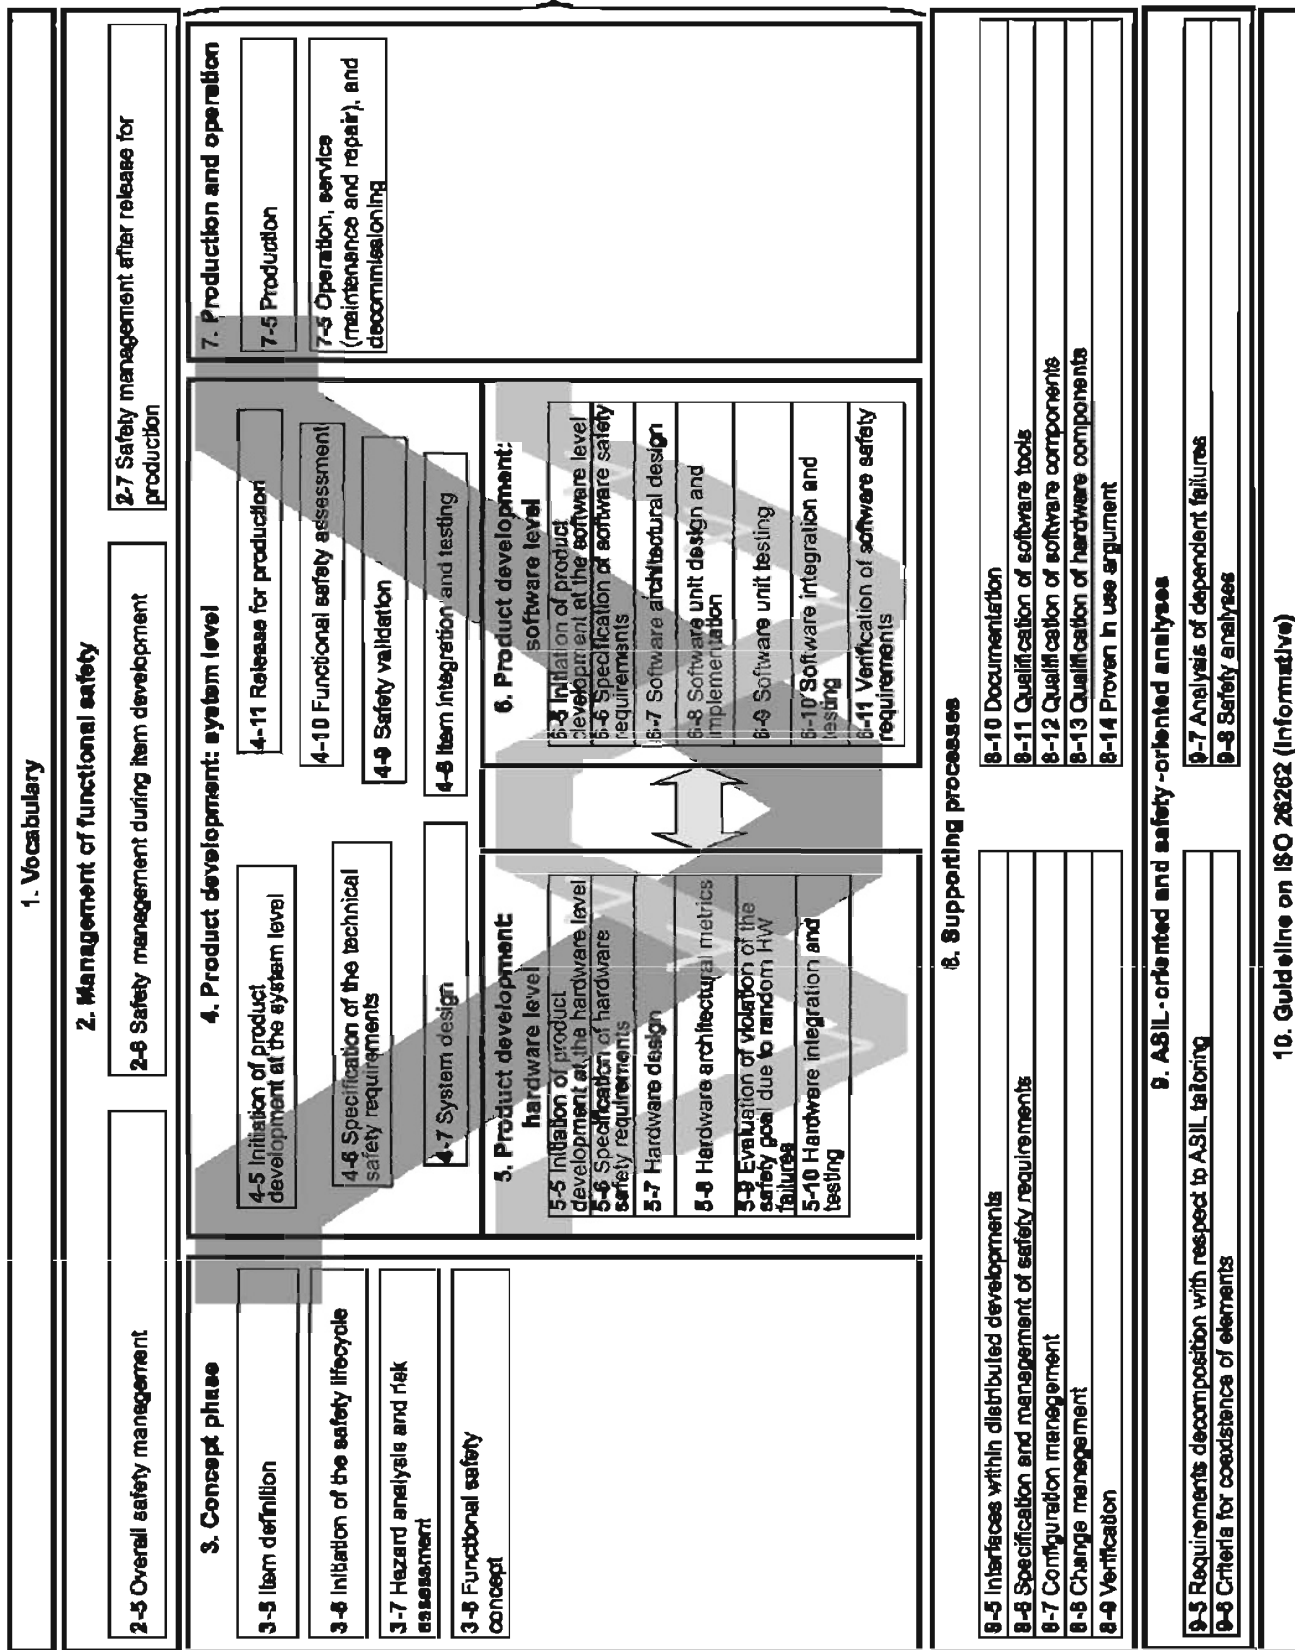 1. Vocabulary
2. Management of functional safety
2-5 Overall safety management
2-6 Safety management during item development
2-7 Safety management after release for
production
3. Concept phase
3-5 Item definition
3-6 Initiation of the safety lifecycle
3-7 Hazard analysis and risk
assessment
3-8 Functional safety
concept
4. Product development: system level
4-5 Initiation of product
development at the system level
4-6 Specification of the technical
safety requirements
4-7 System design
4-11 Release for production
4-10 Functional safety assessment
4-9 Safety validation
4-8 Item integration and testing
5. Product development:
hardware level
5-5 Initiation of product
development at the hardware level
5-6 Specification of hardware
safety requirements
5-7 Hardware design
5-8 Hardware architectural metrics
5-9 Evaluation of violation of the
safety goal due to random HW
failures
5-10 Hardware integration and
testing
6. Product development:
software level
6-5 Initiation of product
development at the software level
6-6 Specification of software safety
requirements
6-7 Software architectural design
6-8 Software unit design and
implementation
6-9 Software unit testing
6-10 Software integration and
testing
6-11 Verification of software safety
requirements
7. Production and operation
7-5 Production
7-5 Operation, service
(maintenance and repair), and
decommissioning
8. Supporting processes
8-5 Interfaces within distributed developments
8-6 Specification and management of safety requirements
8-7 Configuration management
8-8 Change management
8-9 Verification
8-10 Documentation
8-11 Qualification of software tools
8-12 Qualification of software components
8-13 Qualification of hardware components
8-14 Proven in use argument
9. ASIL-oriented and safety-oriented analyses
9-5 Requirements decomposition with respect to ASIL tailoring
9-6 Criteria for coexistence of elements
9-7 Analysis of dependent failures
9-8 Safety analyses
10. Guideline on ISO 26262 (Informative)